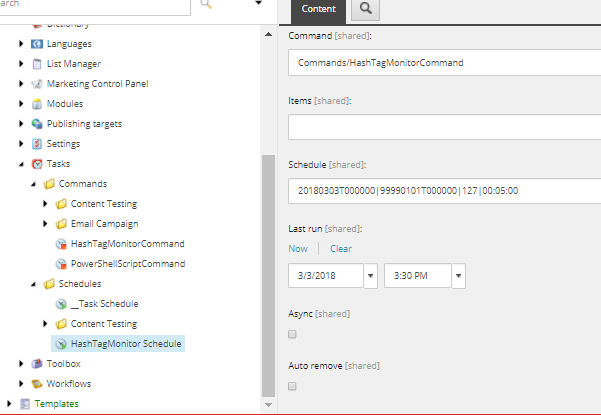 earch
Content
Dictionary
Languages
List Manager
Marketing Control Panel
Modules
Publishing targets
Settings
Tasks
Commands
Content Testing
Email Campaign
HashTagMonitorCommand
PowerShellScriptCommand
Schedules
__Task Schedule
Content Testing
HashTagMonitor Schedule
Toolbox
Workflows
Templates
Command [shared]:
Commands/HashTagMonitorCommand
Items [shared]:
Schedule [shared]:
20180303T000000|99990101T000000|127|00:05:00
Last run [shared]:
Now Clear
3/3/2018 3:30 PM
Async [shared]
Auto remove [shared]